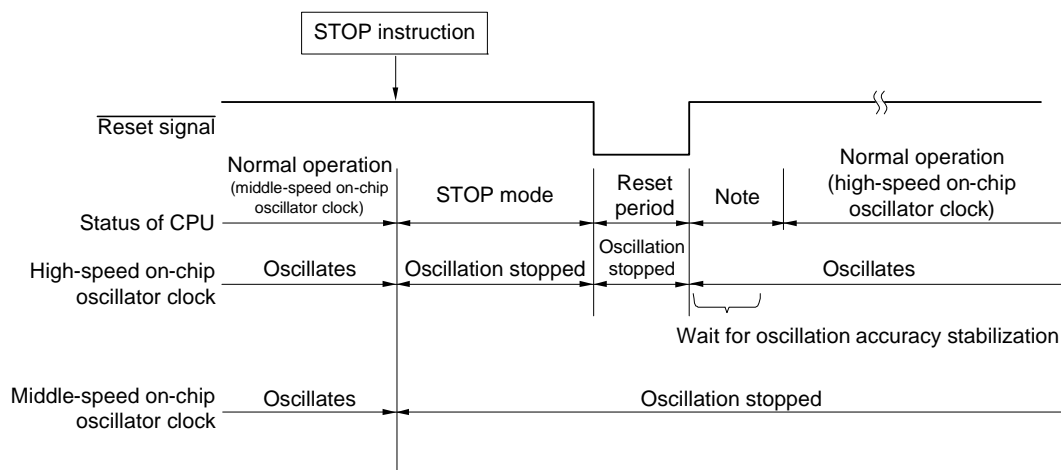 STOP instruction
Reset signal
Normal operation
(middle-speed on-chip
oscillator clock)
STOP mode
Reset
period
Note
Normal operation
(high-speed on-chip
oscillator clock)
Status of CPU
High-speed on-chip
oscillator clock
Oscillates
Oscillation stopped
Oscillation
stopped
Oscillates
Wait for oscillation accuracy stabilization
Middle-speed on-chip
oscillator clock
Oscillates
Oscillation stopped